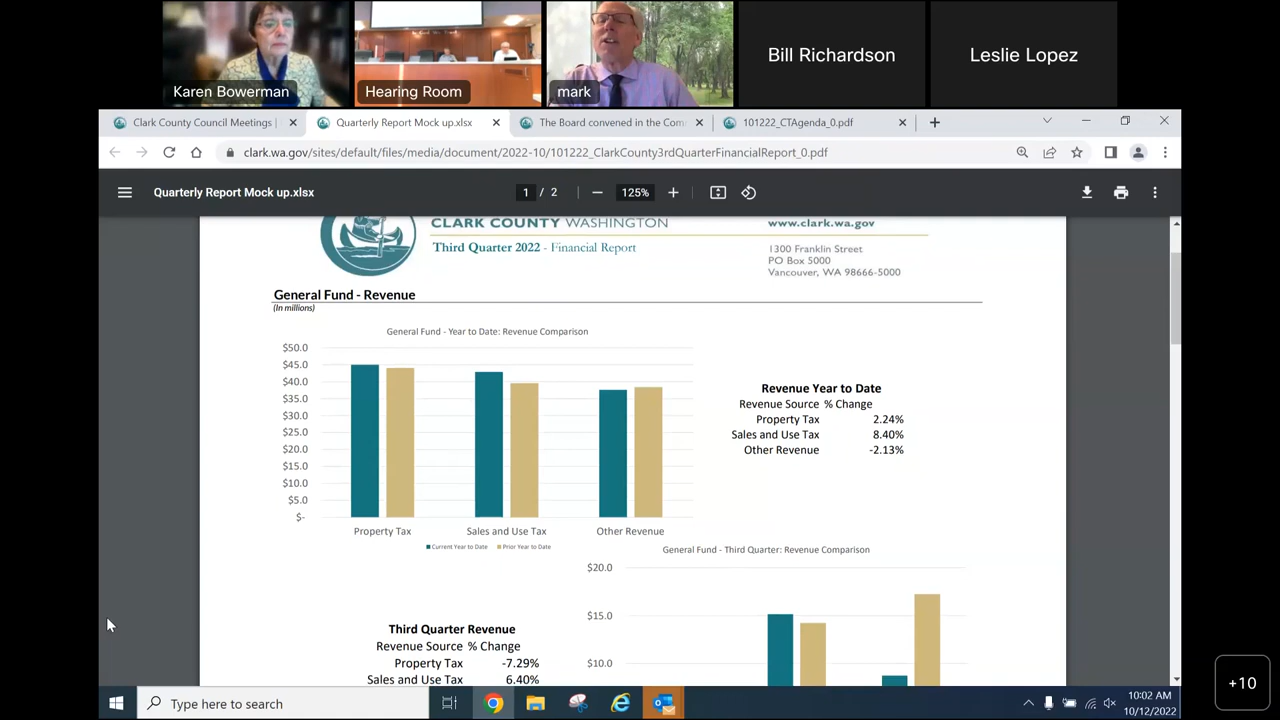 Karen Bowerman
Hearing Room
mark
Bill Richardson
Leslie Lopez
Clark County Council Meetings |
Quarterly Report Mock up.xlsx
The Board convened in the Com
101222_CTAgenda_0.pdf
clark.wa.gov/sites/default/files/media/document/2022-10/101222_ClarkCounty3rdQuarterFinancialReport_0.pdf
Quarterly Report Mock up.xlsx
1 / 2
125%
CLARK COUNTY WASHINGTON
www.clark.wa.gov
Third Quarter 2022 - Financial Report
1300 Franklin Street
PO Box 5000
Vancouver, WA 98666-5000
General Fund - Revenue
(In millions)
General Fund - Year to Date: Revenue Comparison
$50.0
$45.0
$40.0
$35.0
$30.0
$25.0
$20.0
$15.0
$10.0
$5.0
$-
Property Tax
Sales and Use Tax
Other Revenue
Current Year to Date
Prior Year to Date
Revenue Year to Date
Revenue Source % Change
Property Tax 2.24%
Sales and Use Tax 8.40%
Other Revenue -2.13%
General Fund - Third Quarter: Revenue Comparison
$20.0
$15.0
$10.0
Third Quarter Revenue
Revenue Source % Change
Property Tax -7.29%
Sales and Use Tax 6.40%
+10
Type here to search
10:02 AM
10/12/2022